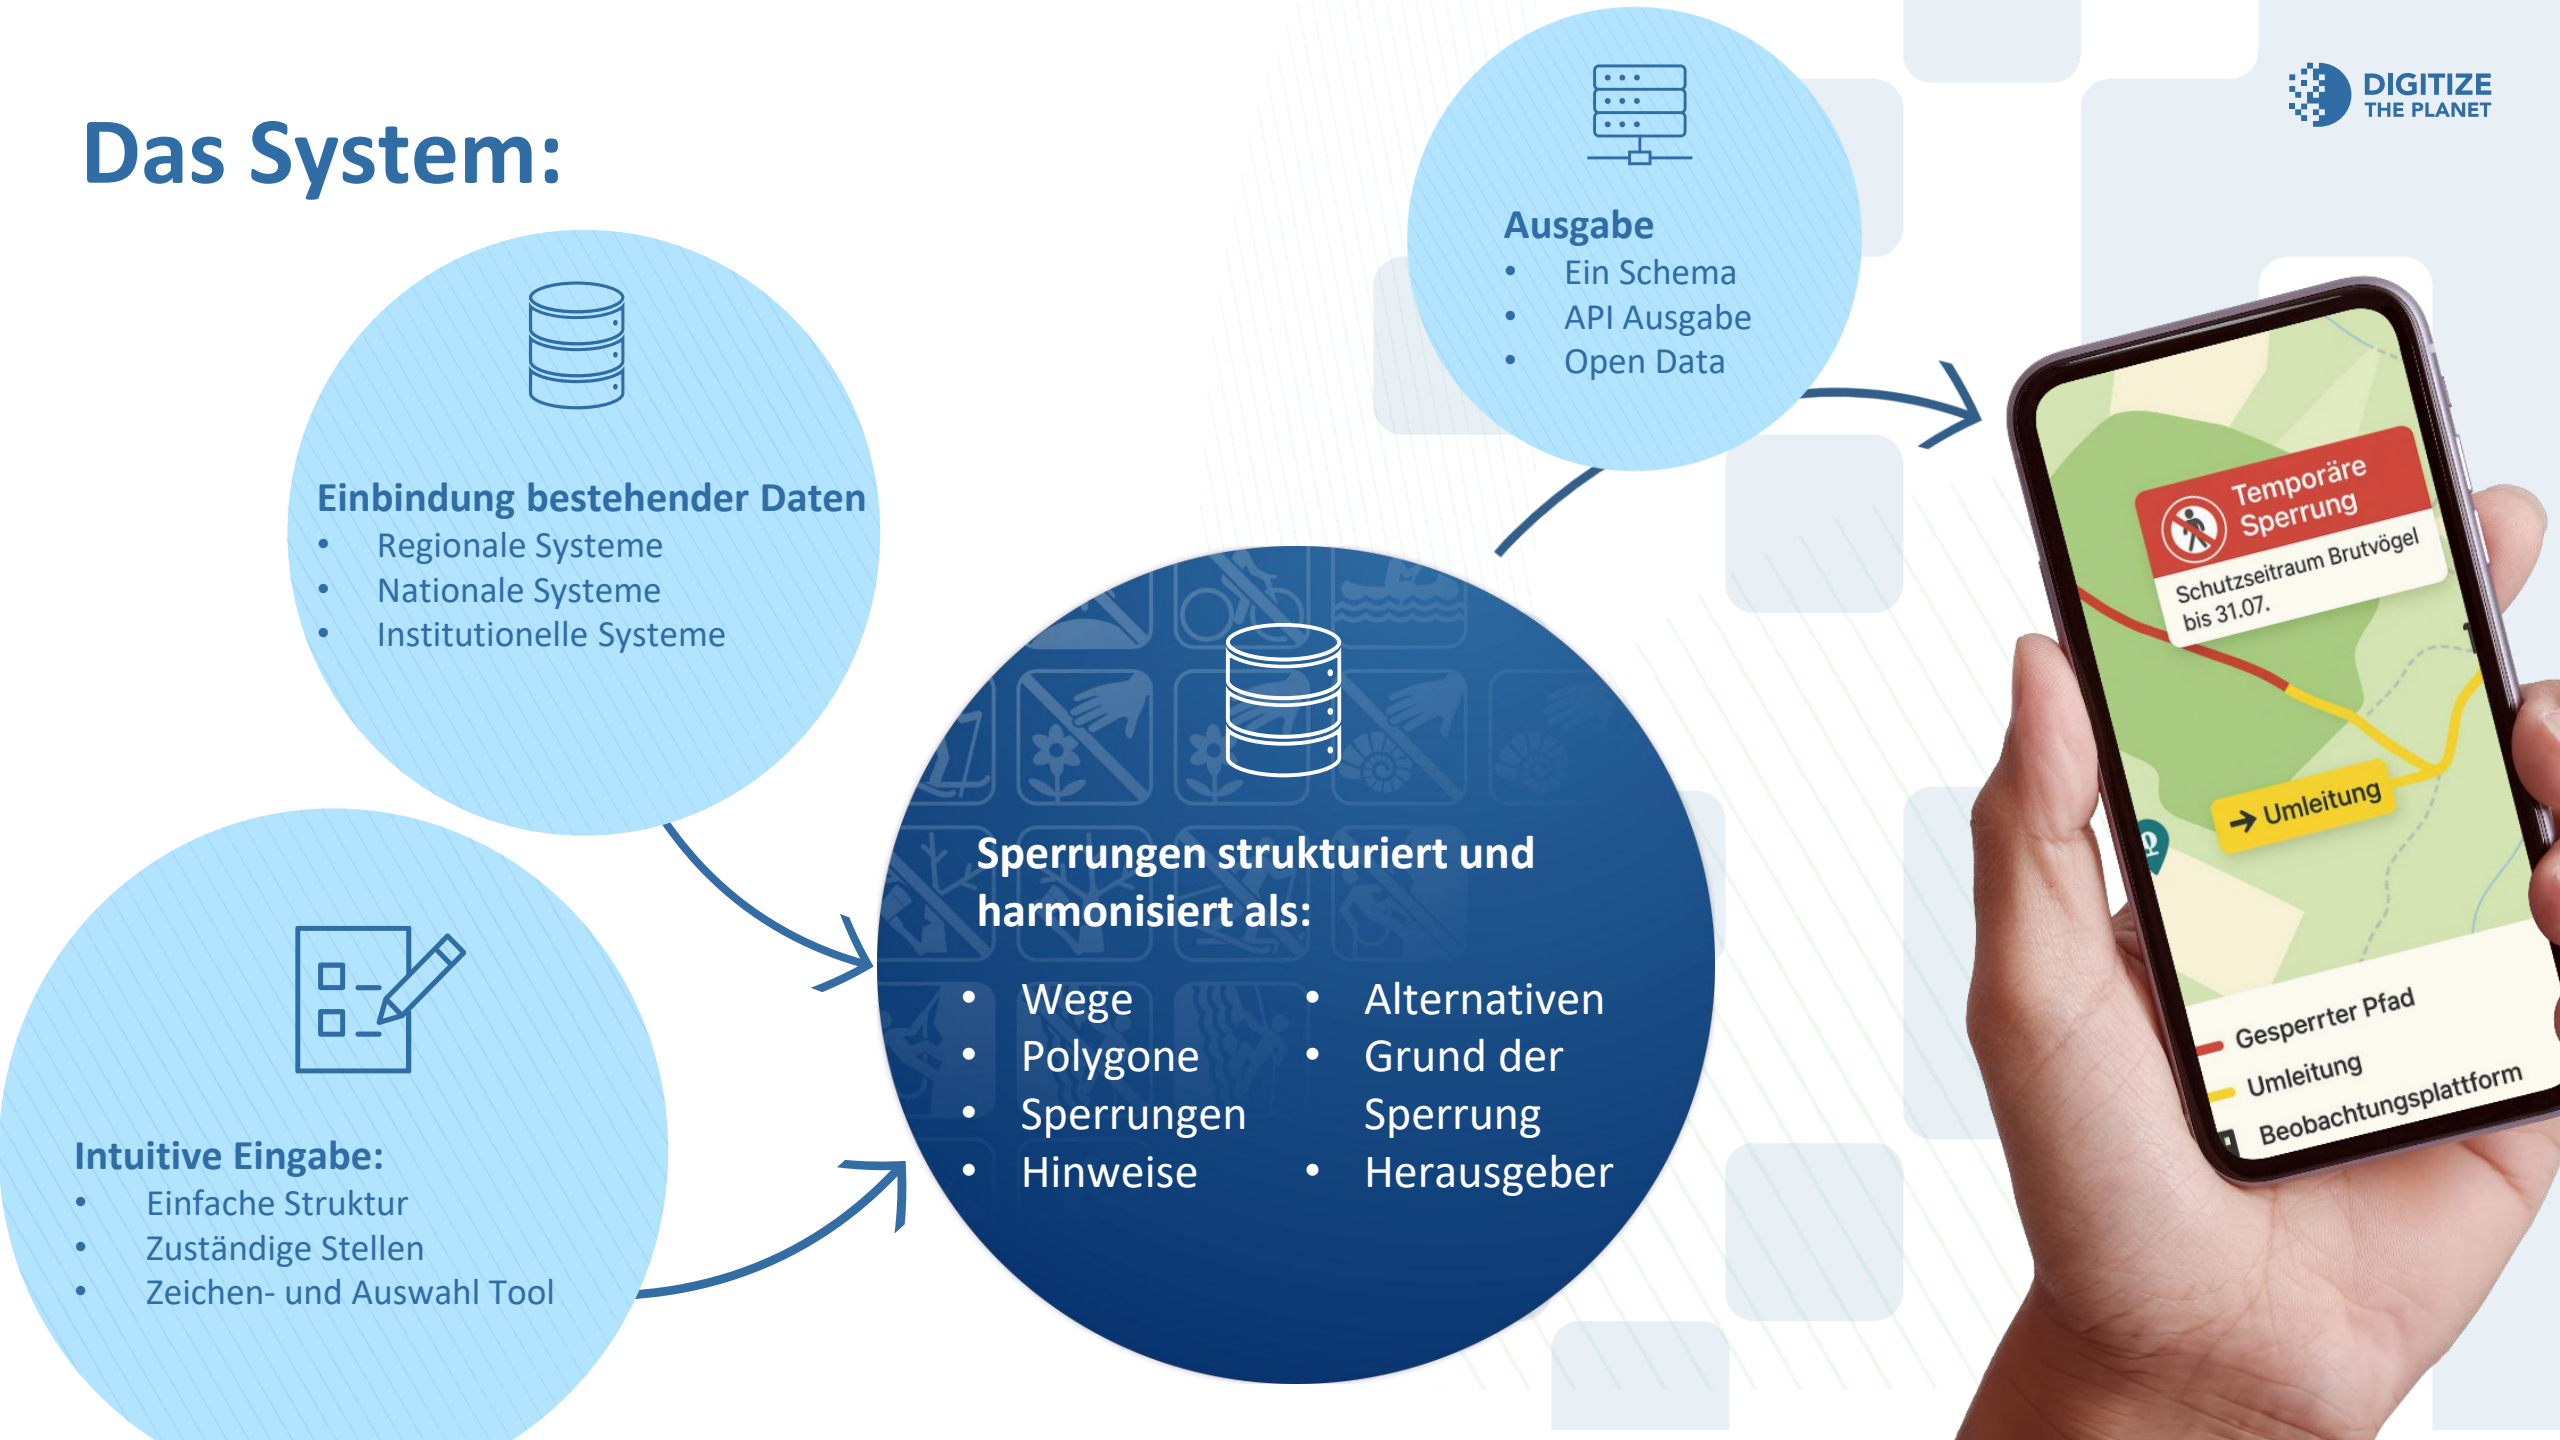 Das System:
DIGITIZE
THE PLANET
Einbindung bestehender Daten
• Regionale Systeme
• Nationale Systeme
• Institutionelle Systeme
Intuitive Eingabe:
• Einfache Struktur
• Zuständige Stellen
• Zeichen- und Auswahl Tool
Sperrungen strukturiert und
harmonisiert als:
• Wege
• Polygone
• Sperrungen
• Hinweise
• Alternativen
• Grund der
Sperrung
• Herausgeber
Ausgabe
• Ein Schema
• API Ausgabe
• Open Data
Temporäre
Sperrung
Schutzseitraum Brutvögel
bis 31.07.
→ Umleitung
Gesperrter Pfad
Umleitung
Beobachtungsplattform